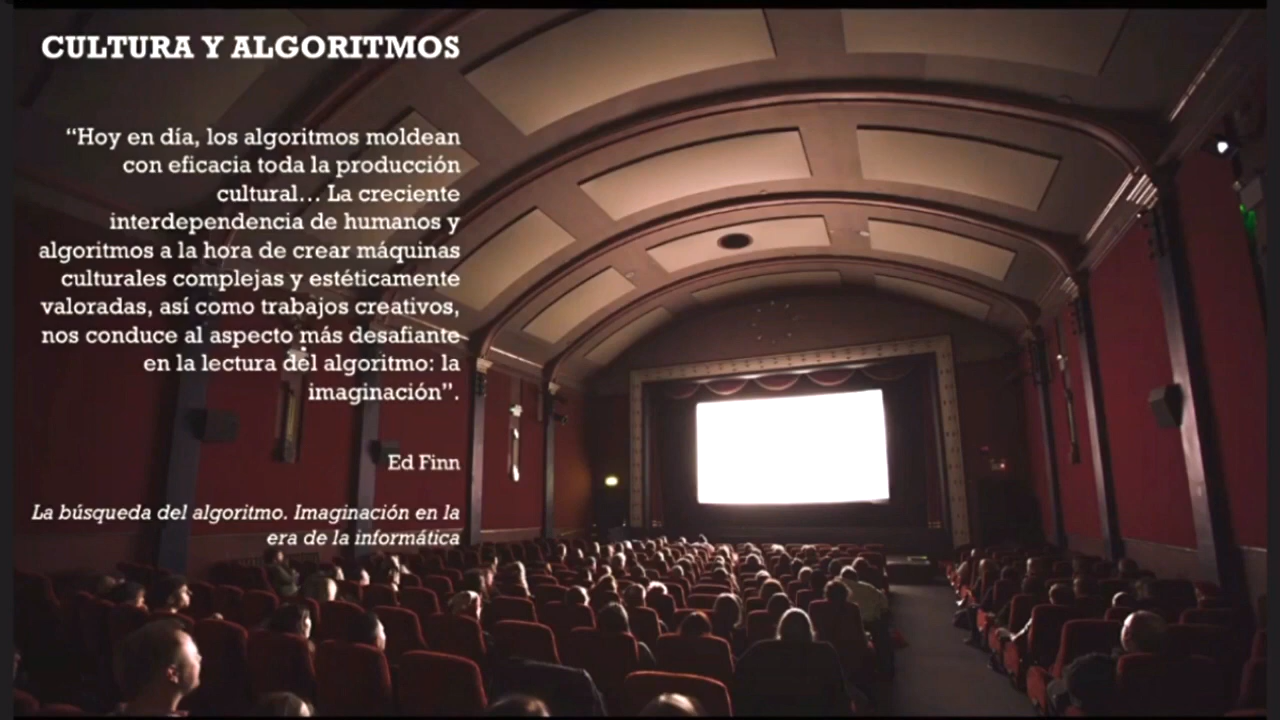 CULTURA Y ALGORITMOS
“Hoy en día, los algoritmos moldean
con eficacia toda la producción
cultural… La creciente
interdependencia de humanos y
algoritmos a la hora de crear máquinas
culturales complejas y estéticamente
valoradas, así como trabajos creativos,
nos conduce al aspecto más desafiante
en la lectura del algoritmo: la
imaginación”.
Ed Finn
La búsqueda del algoritmo. Imaginación en la
era de la informática